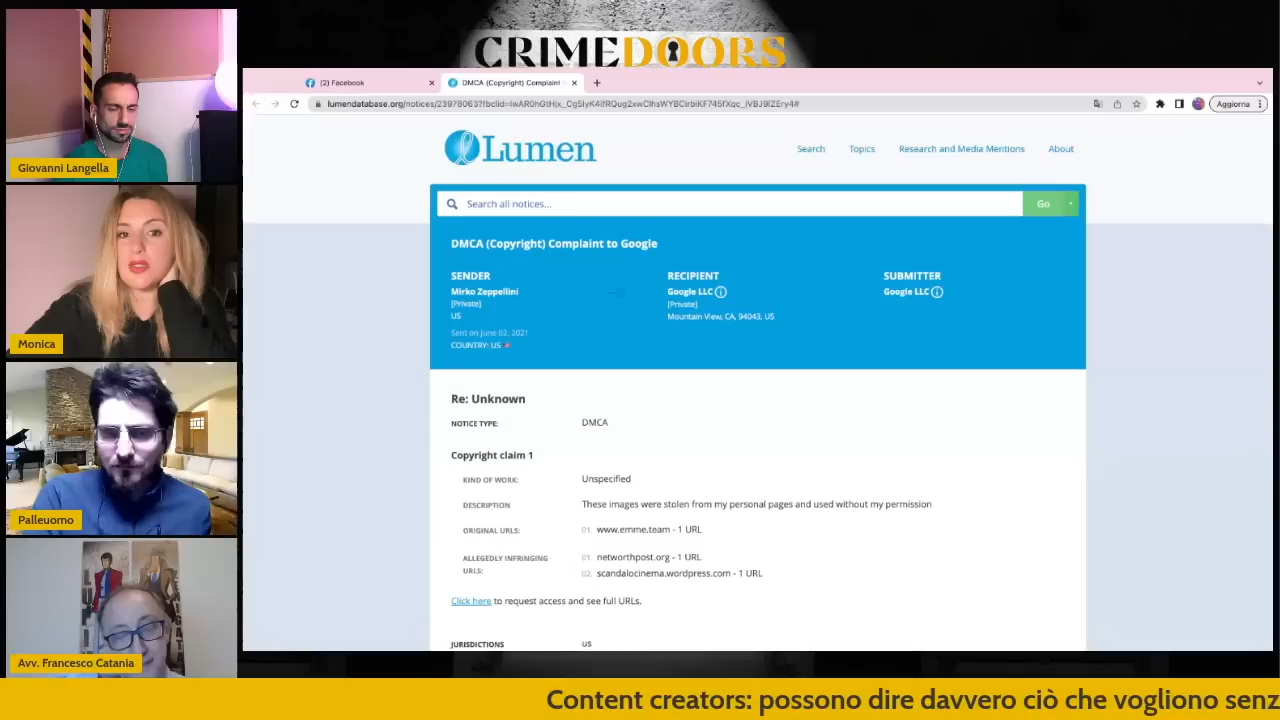 CRIMEDOORS
Giovanni Langella
Monica
Palleuomo
Avv. Francesco Catania
(2) Facebook
DMCA (Copyright) Complaint
lumendatabase.org/notices/23978063?fbclid=
Aggiorna
Lumen
Search Topics Research and Media Mentions About
Search all notices...
Go
DMCA (Copyright) Complaint to Google
SENDER
Mirko Zeppellini
[Private]
US
Sent on June 02, 2021
COUNTRY: US
RECIPIENT
Google LLC
[Private]
Mountain View, CA, 94043, US
SUBMITTER
Google LLC
Re: Unknown
NOTICE TYPE: DMCA
Copyright claim 1
KIND OF WORK: Unspecified
DESCRIPTION These images were stolen from my personal pages and used without my permission
ORIGINAL URLS: 01. www.emme.team - 1 URL
ALLEGEDLY INFRINGING URLS: 01. networthpost.org - 1 URL
02. scandalocinema.wordpress.com - 1 URL
Click here to request access and see full URLs.
JURISDICTIONS us
Content creators: possono dire davvero ciò che vogliono senz